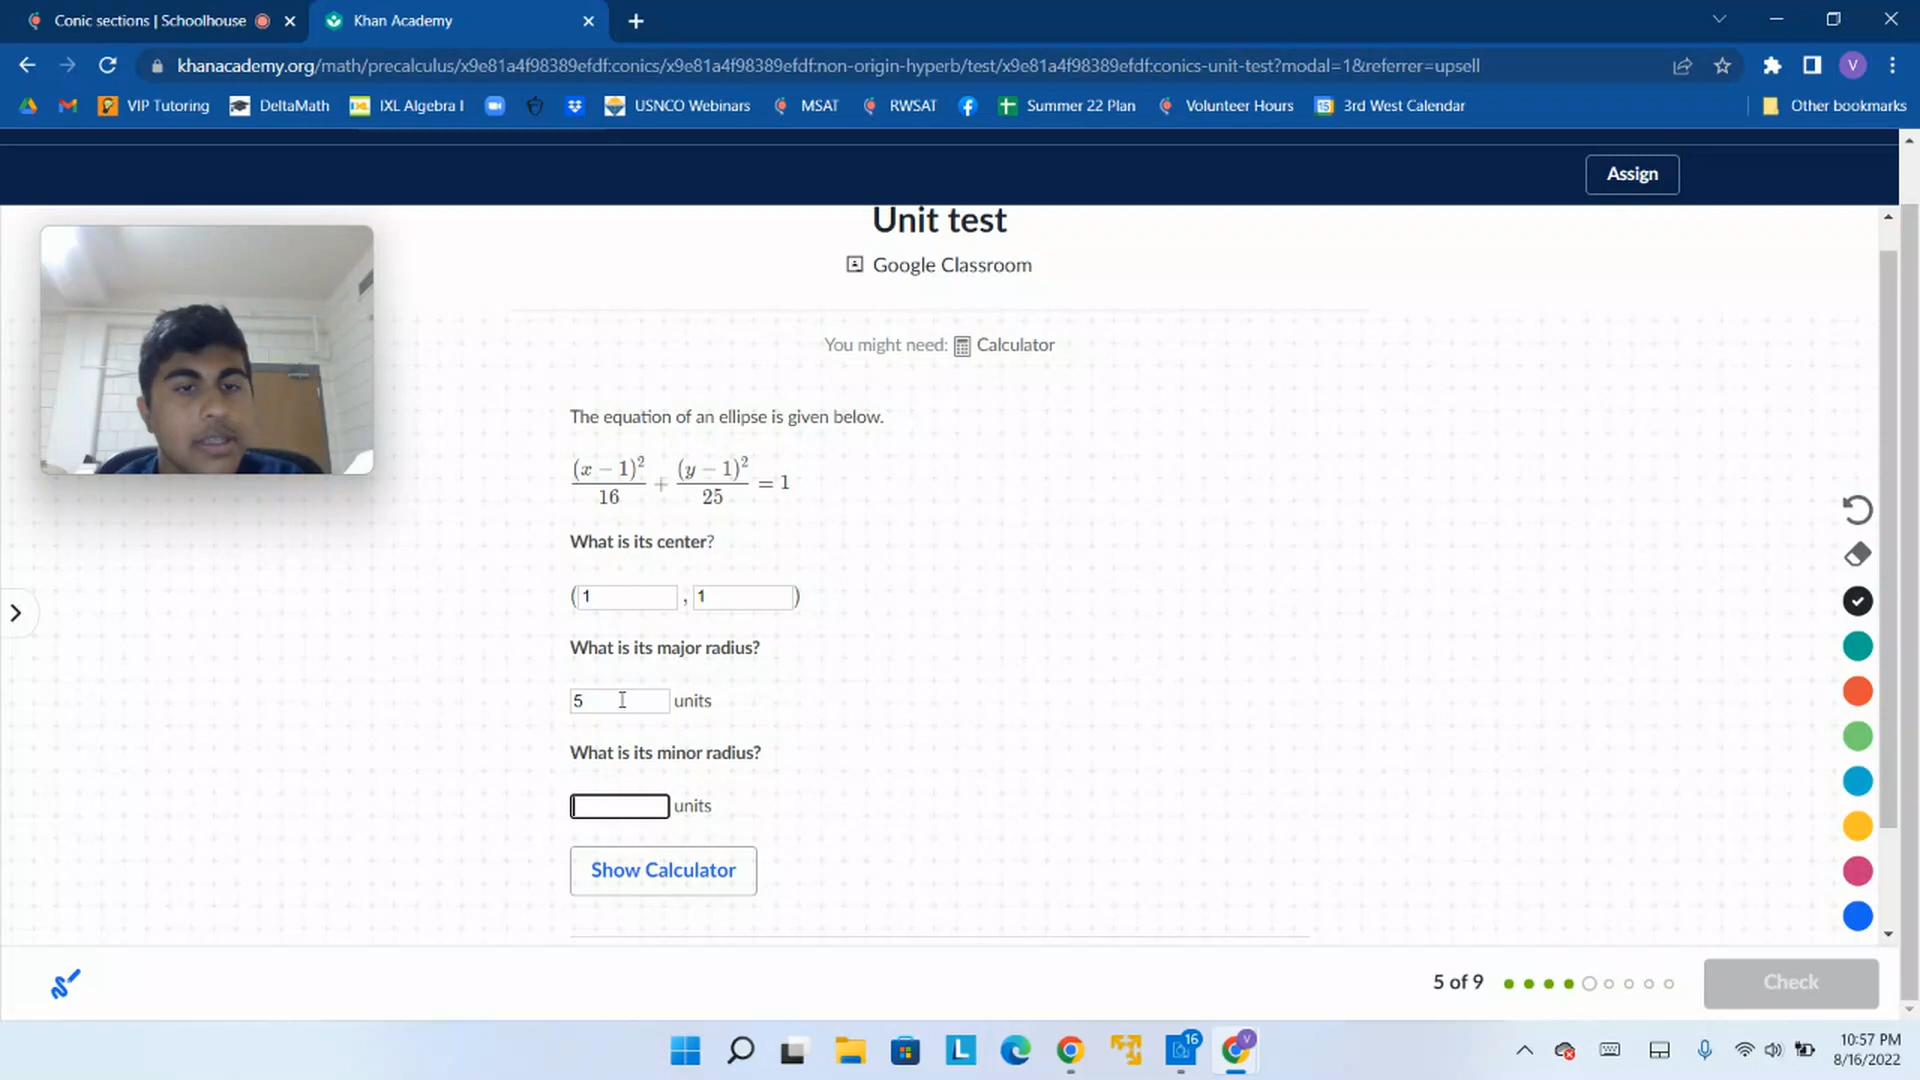 Conic sections | Schoolhouse
Khan Academy
khanacademy.org/math/precalculus/x9e81a4f98389efdf:conics/x9e81a4f98389efdf:non-origin-hyperb/test/x9e81a4f98389efdf:conics-unit-test?modal=1&referrer=upsell
V
VIP Tutoring DeltaMath IXL Algebra I USNCO Webinars MSAT RWSAT Summer 22 Plan Volunteer Hours 3rd West Calendar Other bookmarks
Assign
Unit test
Google Classroom
You might need: Calculator
The equation of an ellipse is given below.
(x − 1)²/16 + (y − 1)²/25 = 1
What is its center?
(1 , 1)
What is its major radius?
5 units
What is its minor radius?
units
Show Calculator
5 of 9
Check
16
V
L
10:57 PM
8/16/2022